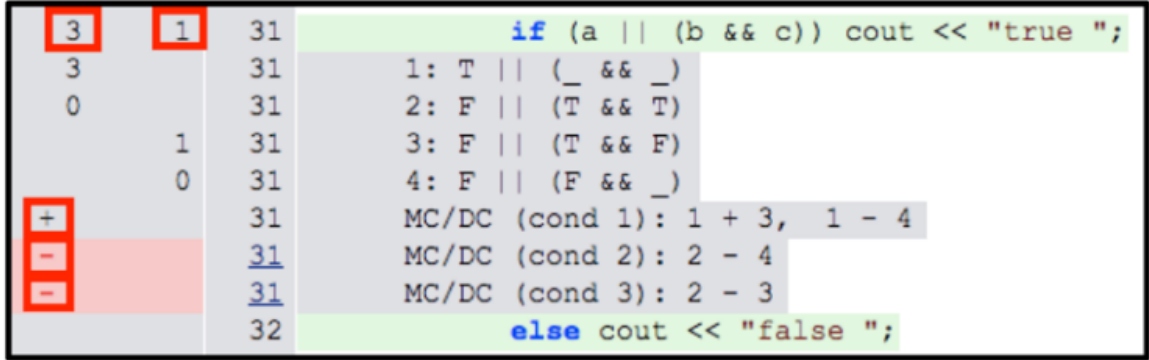 3 1 31 if (a || (b && c)) cout << "true ";
3 31 1: T || (_ && _)
0 31 2: F || (T && T)
1 31 3: F || (T && F)
0 31 4: F || (F && _)
+ 31 MC/DC (cond 1): 1 + 3, 1 - 4
- 31 MC/DC (cond 2): 2 - 4
- 31 MC/DC (cond 3): 2 - 3
32 else cout << "false ";